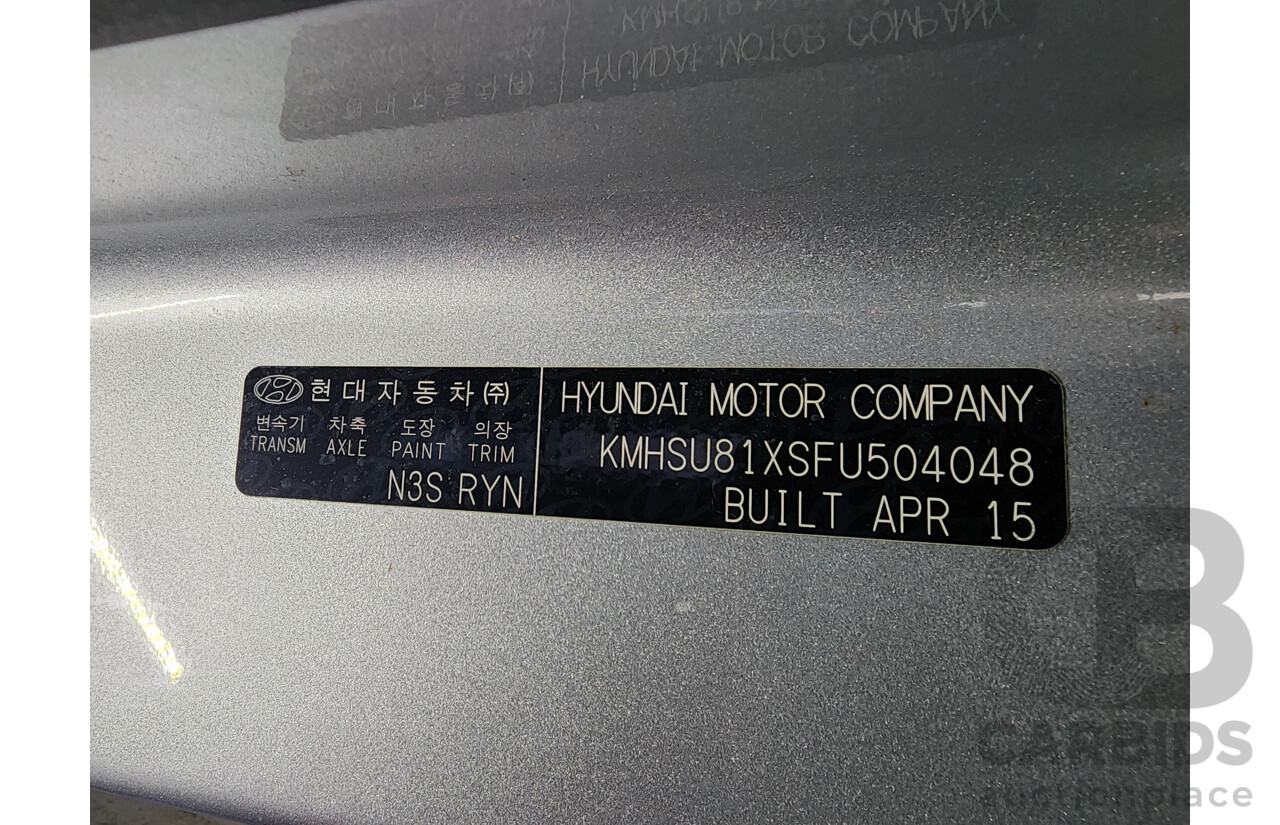 현대자동차㈜
변속기 차축 도장 의장
TRANSM AXLE PAINT TRIM
N3S RYN
HYUNDAI MOTOR COMPANY
KMHSU81XSFU504048
BUILT APR 15
CARBIDS
auctionplace